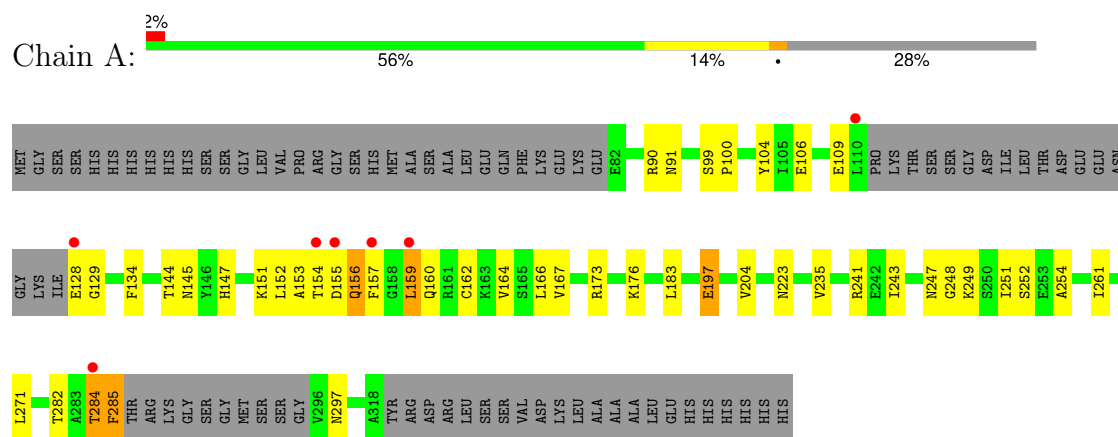 2%
Chain A:
56% 14% • 28%
MET GLY SER SER HIS HIS HIS HIS HIS HIS SER SER GLY LEU VAL PRO ARG GLY SER HIS MET ALA SER ALA LEU GLU GLN PHE LYS GLU LYS GLU E82 R90 N91 S99 P100 Y104 I105 E106 E109 L110 PRO LYS THR SER SER GLY ASP ILE LEU THR ASP GLU GLU ASN
GLY LYS ILE E128 G129 F134 T144 N145 Y146 H147 K151 L152 A153 T154 D155 Q156 F157 G158 L159 Q160 R161 C162 K163 V164 S165 L166 V167 R173 K176 L183 E197 V204 N223 V235 R241 E242 I243 N247 G248 K249 S250 I251 S252 E253 A254 I261
L271 T282 A283 T284 F285 THR ARG LYS GLY SER GLY MET SER SER GLY V296 N297 A318 TYR ARG ASP ARG LEU SER SER VAL ASP LYS LEU ALA ALA ALA LEU GLU HIS HIS HIS HIS HIS HIS